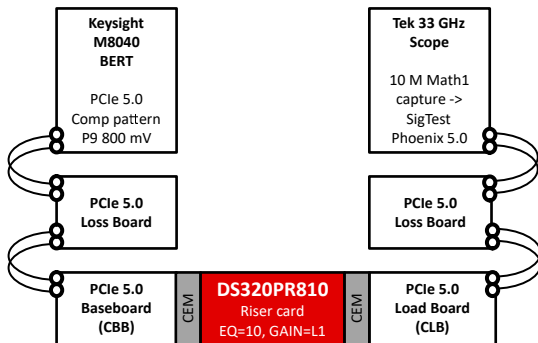 Keysight
M8040
BERT
PCIe 5.0
Comp pattern
P9 800 mV
Tek 33 GHz
Scope
10 M Math1
capture ->
SigTest
Phoenix 5.0
PCIe 5.0
Loss Board
PCIe 5.0
Loss Board
PCIe 5.0
Baseboard
(CBB)
CEM
DS320PR810
Riser card
EQ=10, GAIN=L1
CEM
PCIe 5.0
Load Board
(CLB)